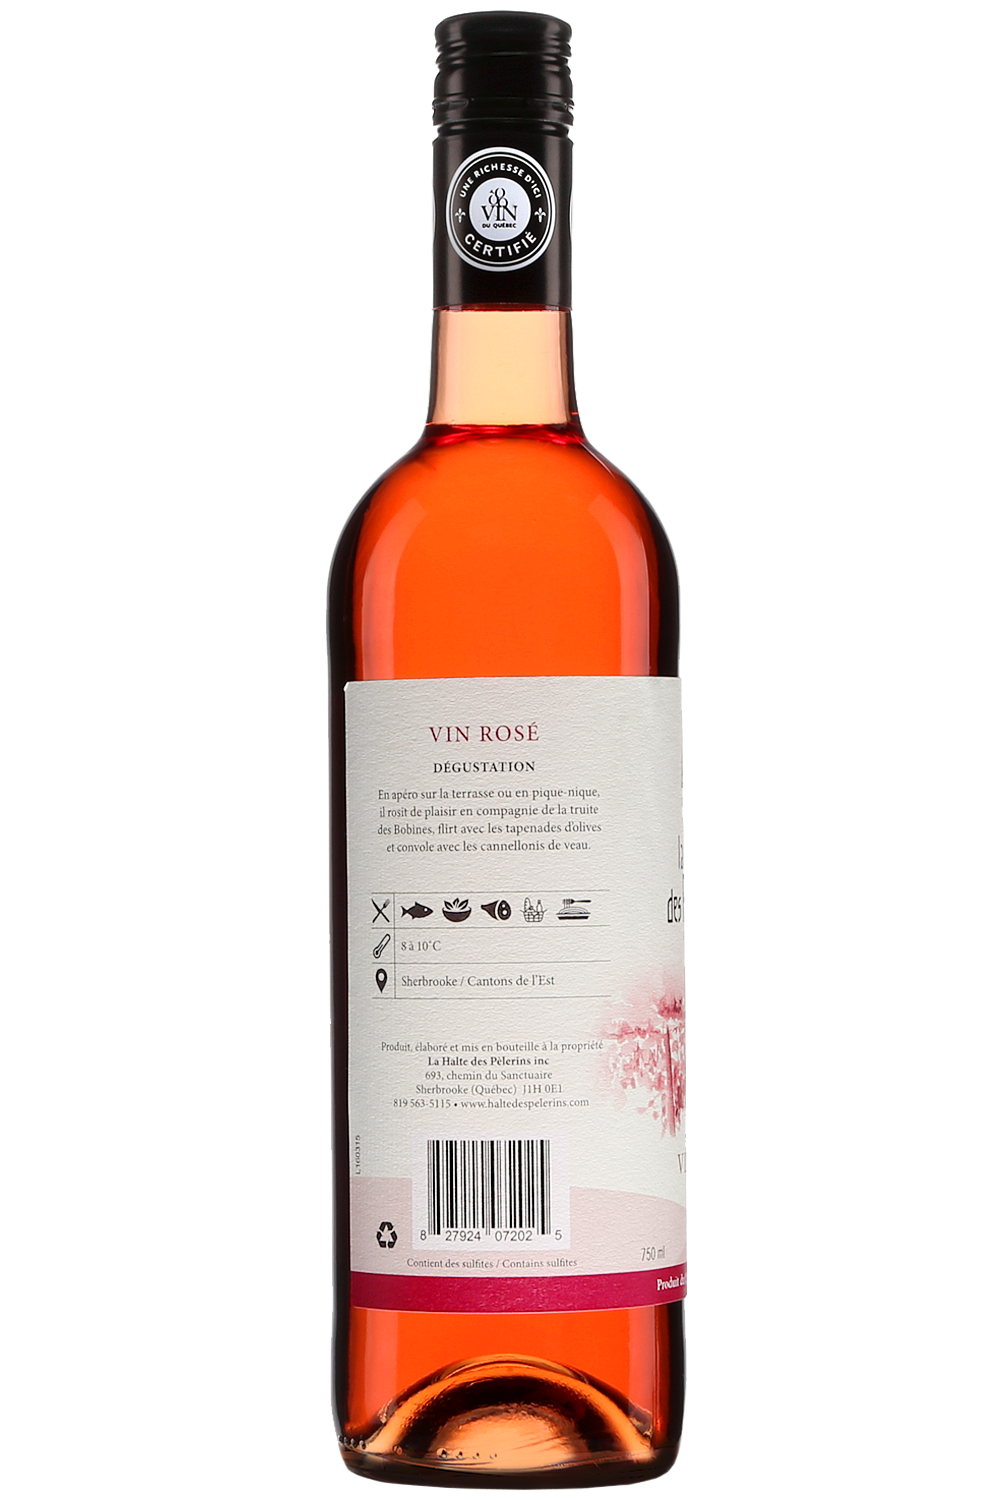 UNE RICHESSE D'ICI
VIN
DU QUÉBEC
CERTIFIÉ
VIN ROSÉ
DÉGUSTATION
En apéro sur la terrasse ou en pique-nique,
il rosit de plaisir en compagnie de la truite
des Bobines, flirt avec les tapenades d'olives
et convole avec les cannellonis de veau.
8 à 10°C
Sherbrooke / Cantons de l'Est
Produit, élaboré et mis en bouteille à la propriété
La Halte des Pèlerins inc
693, chemin du Sanctuaire
Sherbrooke (Québec) J1H 0E1
819 563-5115 • www.haltedespelerins.com
L160315
8 27924 07202 5
Contient des sulfites / Contains sulfites
des
750 ml
Produit